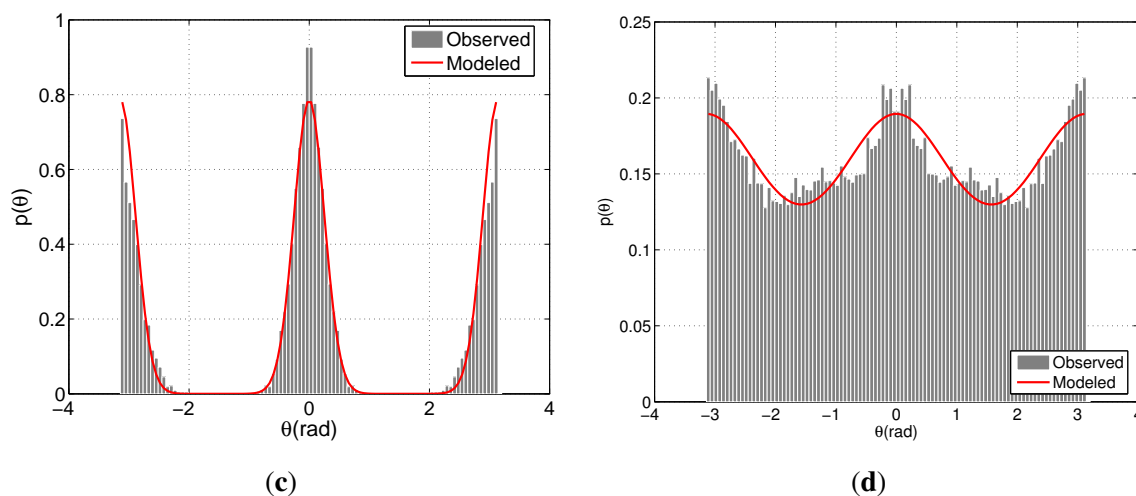 1
0.8
0.6
0.4
0.2
0
p(θ)
−4 −2 0 2 4
θ(rad)
Observed
Modeled
(c)
0.25
0.2
0.15
0.1
0.05
0
p(θ)
−4 −3 −2 −1 0 1 2 3 4
θ(rad)
Observed
Modeled
(d)